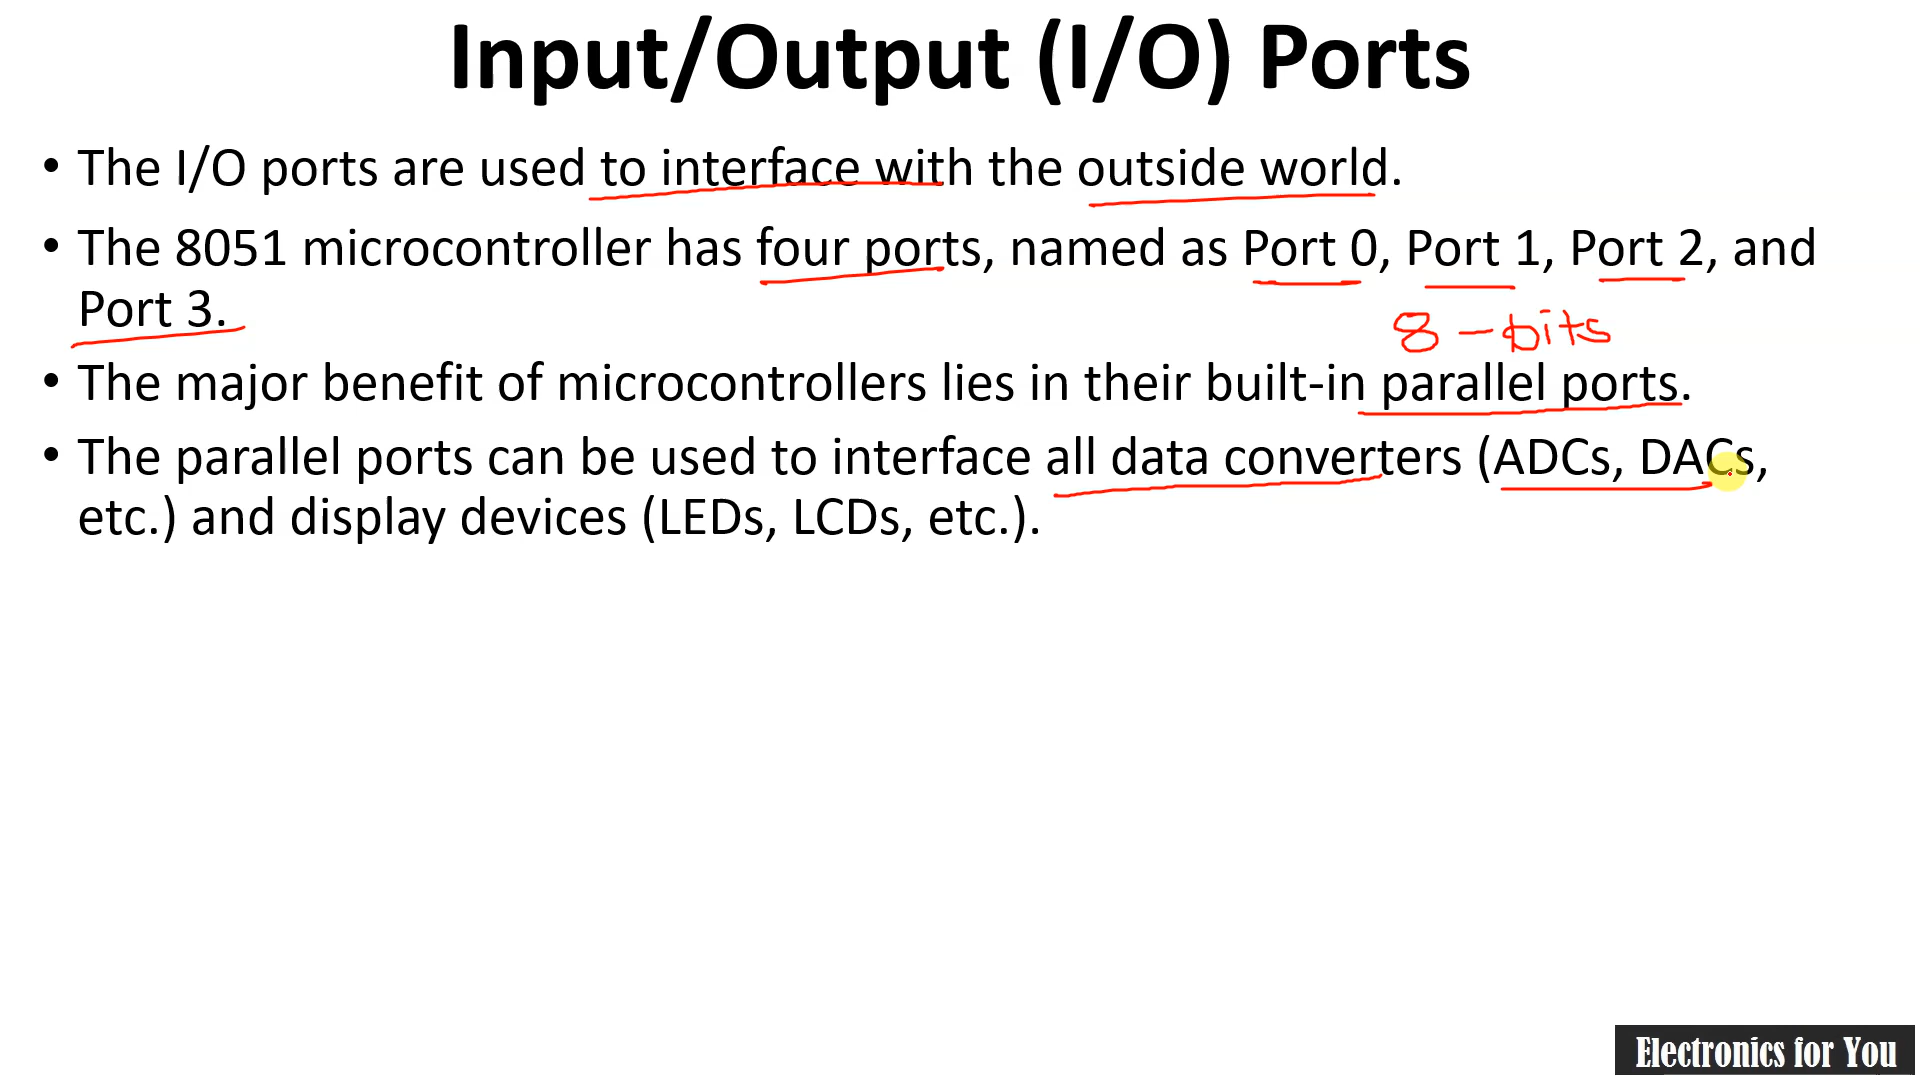 Input/Output (I/O) Ports
• The I/O ports are used to interface with the outside world.
• The 8051 microcontroller has four ports, named as Port 0, Port 1, Port 2, and
Port 3.
8 - bits
• The major benefit of microcontrollers lies in their built-in parallel ports.
• The parallel ports can be used to interface all data converters (ADCs, DACs,
etc.) and display devices (LEDs, LCDs, etc.).
Electronics for You